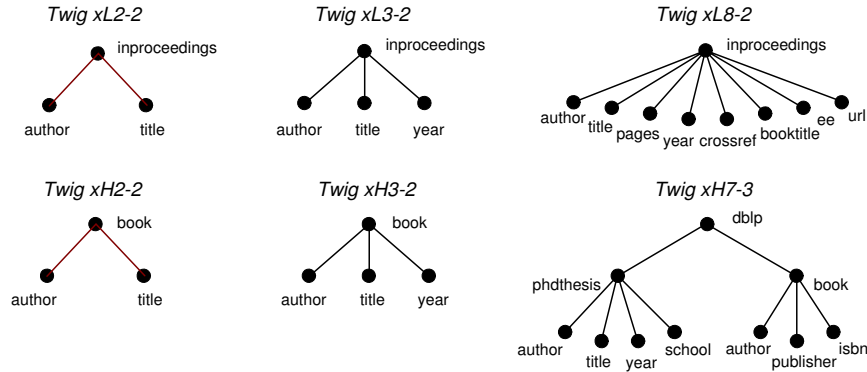 Twig xL2-2
inproceedings
author
title
Twig xL3-2
inproceedings
author
title
year
Twig xL8-2
inproceedings
author
title
pages
year
crossref
booktitle
ee
url
Twig xH2-2
book
author
title
Twig xH3-2
book
author
title
year
Twig xH7-3
dblp
phdthesis
book
author
title
year
school
author
publisher
isbn